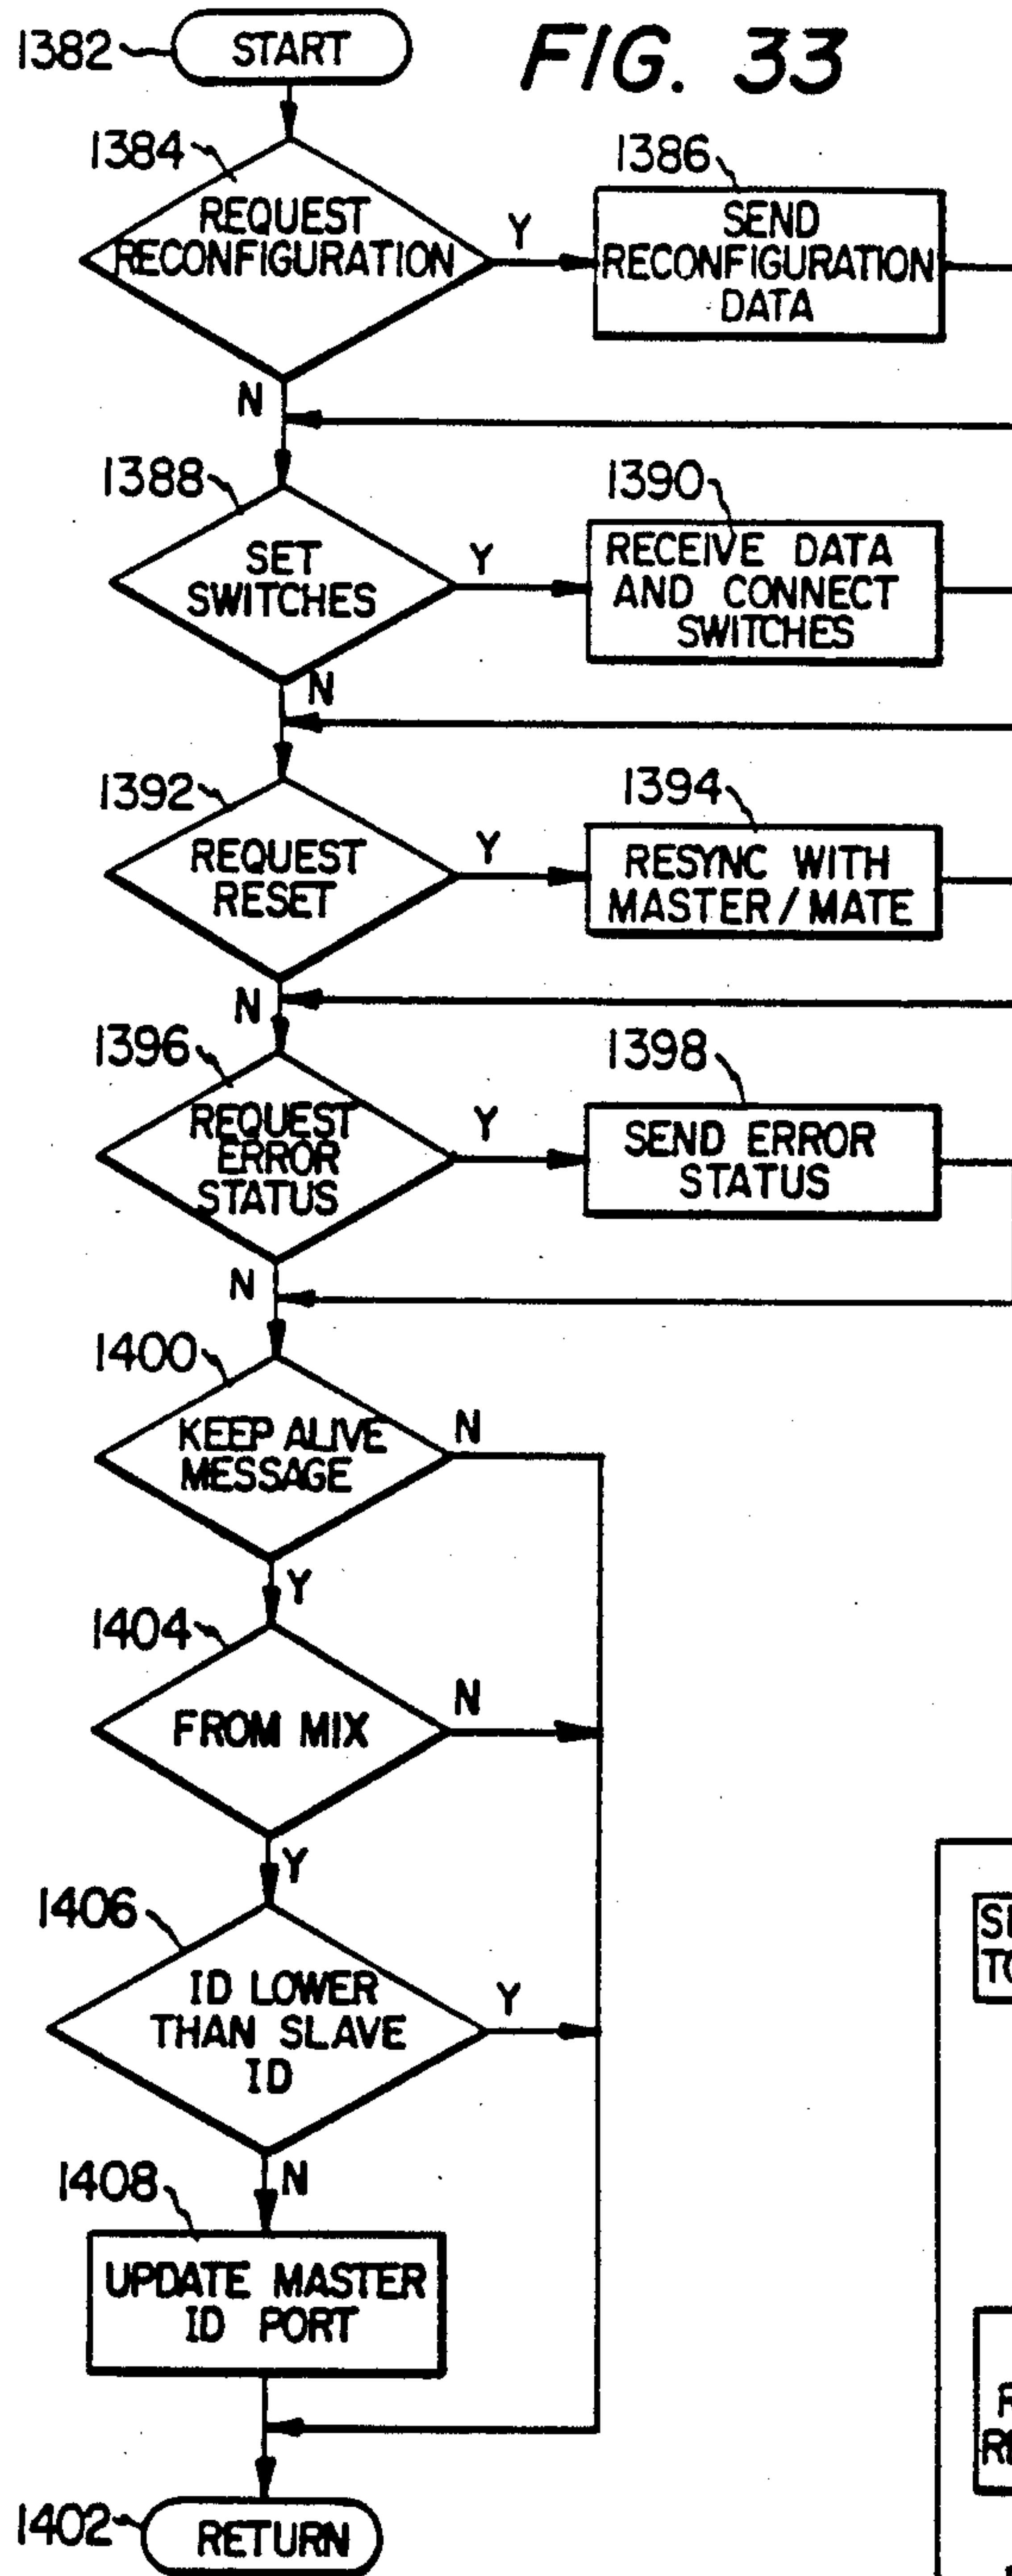 FIG. 33
1382
START
1384
REQUEST
RECONFIGURATION
Y
N
1386
SEND
RECONFIGURATION
DATA
1388
SET
SWITCHES
Y
N
1390
RECEIVE DATA
AND CONNECT
SWITCHES
1392
REQUEST
RESET
Y
N
1394
RESYNC WITH
MASTER/MATE
1396
REQUEST
ERROR
STATUS
Y
N
1398
SEND ERROR
STATUS
1400
KEEP ALIVE
MESSAGE
N
Y
1404
FROM MIX
N
Y
1406
ID LOWER
THAN SLAVE
ID
Y
N
1408
UPDATE MASTER
ID PORT
1402
RETURN